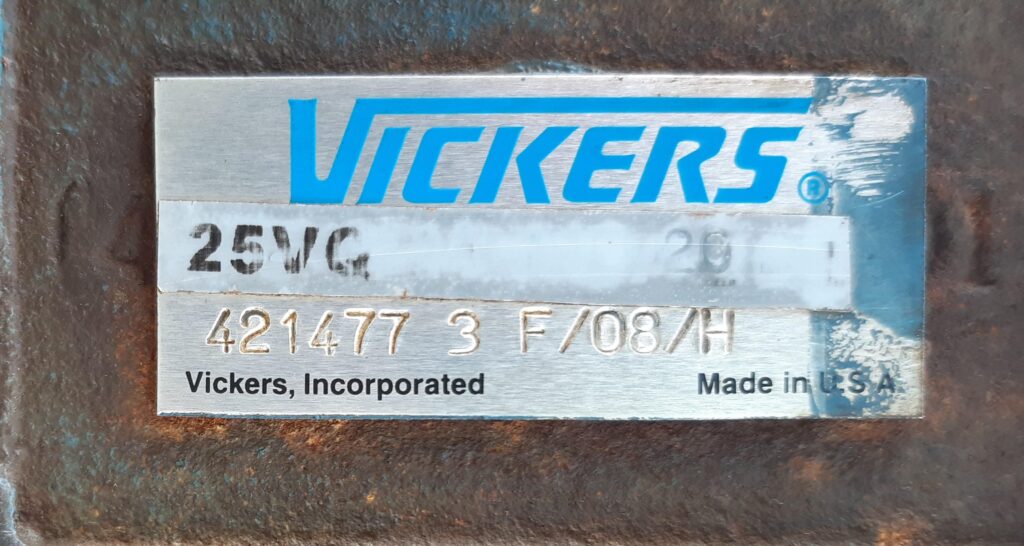 VICKERS®
25VQ
421477 3 F/08/H
Vickers, Incorporated Made in U.S.A